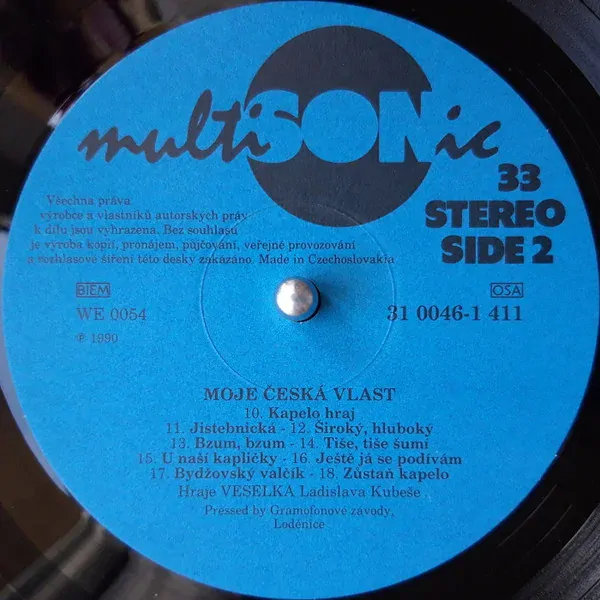 multiSONic
33
STEREO
SIDE 2
Všechna práva
výrobce a vlastníků autorských práv
k dílu jsou vyhrazena. Bez souhlasu
je výroba kopií, pronájem, půjčování, veřejné provozování
a rozhlasové šíření této desky zakázáno. Made in Czechoslovakia
BIEM
OSA
WE 0054
31 0046-1 411
℗ 1990
MOJE ČESKÁ VLAST
10. Kapelo hraj
11. Jistebnická - 12. Široký, hluboký
13. Bzum, bzum - 14. Tiše, tiše šumí
15. U naší kapličky - 16. Ještě já se podívám
17. Bydžovský valčík - 18. Zůstaň kapelo
Hraje VESELKA Ladislava Kubeše
Pressed by Gramofonové závody,
Loděnice